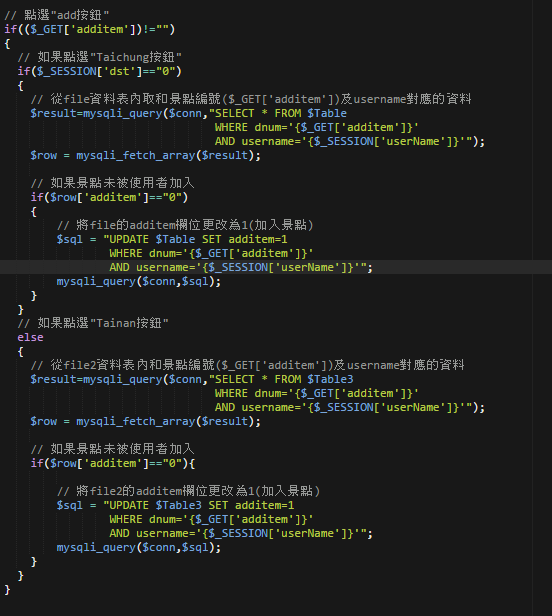 // 點選"add按鈕"
if(($_GET['additem'])!="")
{
// 如果點選"Taichung按鈕"
if($_SESSION['dst']=="0")
{
// 從file資料表內取和景點編號($_GET['additem'])及username對應的資料
$result=mysqli_query($conn,"SELECT * FROM $Table
WHERE dnum='{$_GET['additem']}'
AND username='{$_SESSION['userName']}'");
$row = mysqli_fetch_array($result);
// 如果景點未被使用者加入
if($row['additem']=="0")
{
// 將file的additem欄位更改為1(加入景點)
$sql = "UPDATE $Table SET additem=1
WHERE dnum='{$_GET['additem']}'
AND username='{$_SESSION['userName']}'";
mysqli_query($conn,$sql);
}
}
// 如果點選"Tainan按鈕"
else
{
// 從file2資料表內和景點編號($_GET['additem'])及username對應的資料
$result=mysqli_query($conn,"SELECT * FROM $Table3
WHERE dnum='{$_GET['additem']}'
AND username='{$_SESSION['userName']}'");
$row = mysqli_fetch_array($result);
// 如果景點未被使用者加入
if($row['additem']=="0"){
// 將file2的additem欄位更改為1(加入景點)
$sql = "UPDATE $Table3 SET additem=1
WHERE dnum='{$_GET['additem']}'
AND username='{$_SESSION['userName']}'";
mysqli_query($conn,$sql);
}
}
}